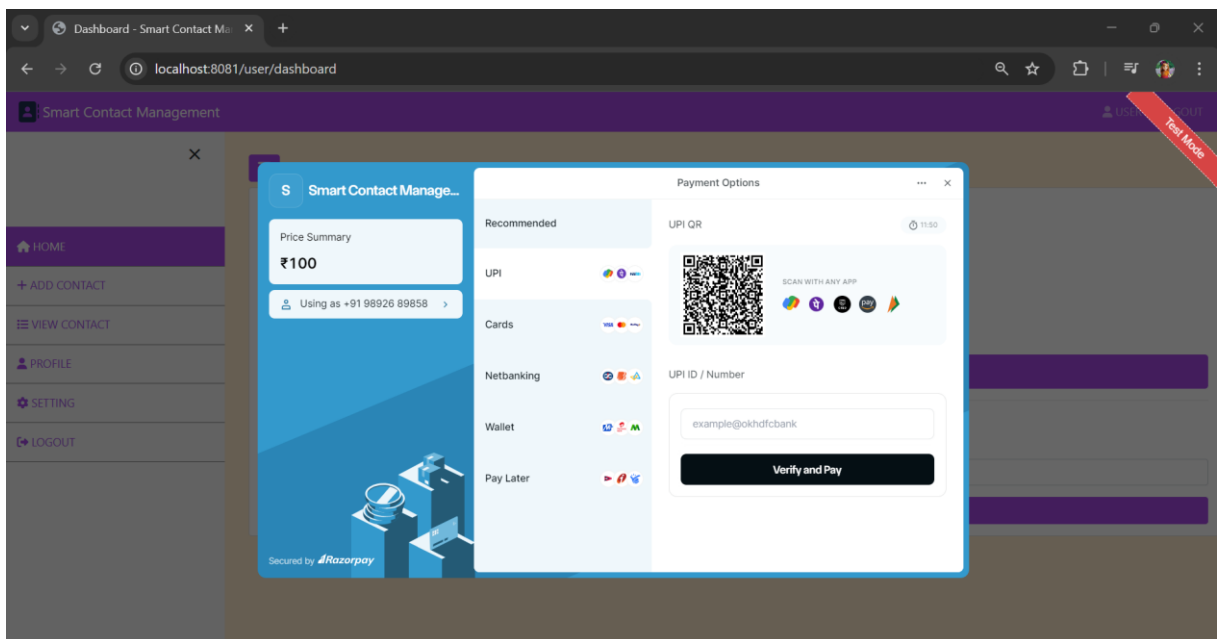 Dashboard - Smart Contact Ma
localhost:8081/user/dashboard
Smart Contact Management
Test Mode
HOME
+ ADD CONTACT
VIEW CONTACT
PROFILE
SETTING
LOGOUT
S Smart Contact Manage...
Price Summary
₹100
Using as +91 98926 89858
Secured by Razorpay
Payment Options
Recommended
UPI
Cards
Netbanking
Wallet
Pay Later
UPI QR
11:50
SCAN WITH ANY APP
UPI ID / Number
example@okhdfcbank
Verify and Pay